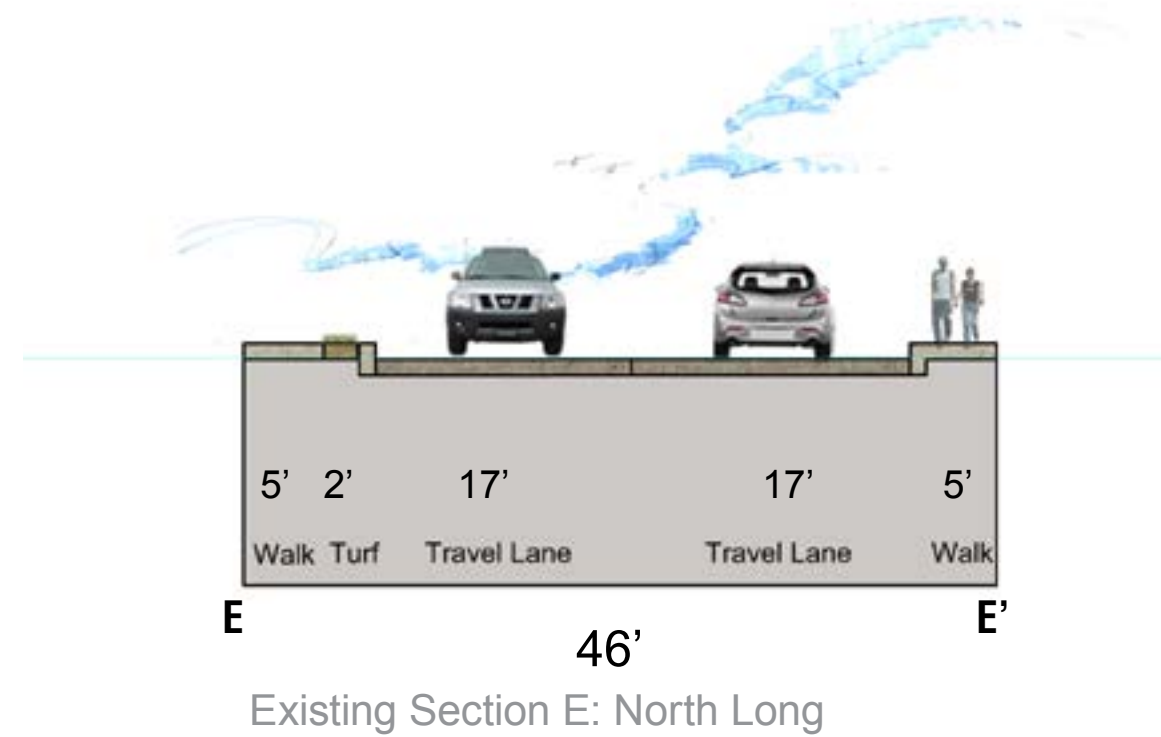 5’ 2’ 17’ 17’ 5’
Walk Turf Travel Lane Travel Lane Walk
E E’
46’
Existing Section E: North Long